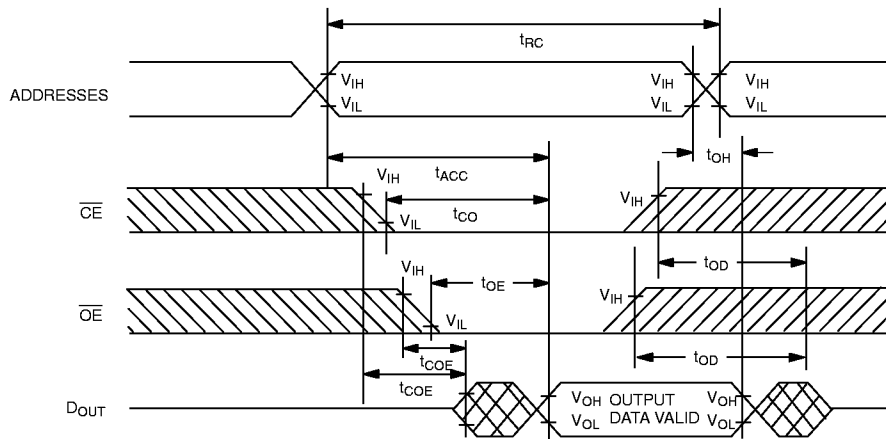 tRC
ADDRESSES
VIH
VIL
VIH
VIL
VIH
VIL
tOH
tACC
CE
VIH
tCO
VIL
VIH
tOD
OE
VIH
tOE
VIL
VIH
tOD
tCOE
tCOE
DOUT
VOH OUTPUT VOH
VOL DATA VALID VOL